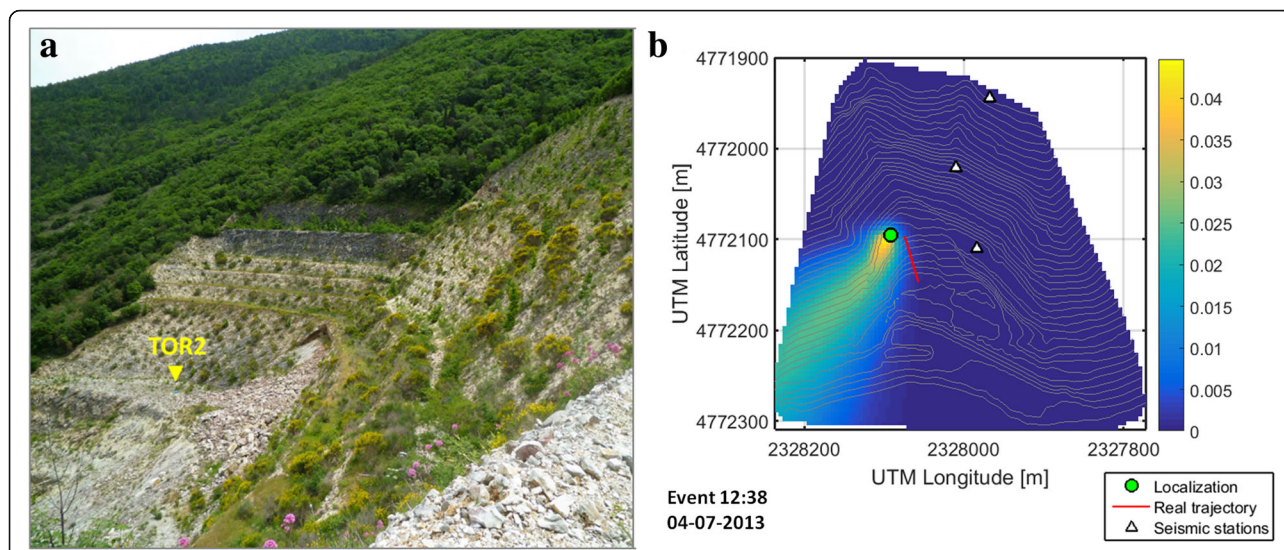 a
TOR2
b
UTM Latitude [m]
4771900
4772000
4772100
4772200
4772300
2328200
2328000
2327800
UTM Longitude [m]
0.04
0.035
0.03
0.025
0.02
0.015
0.01
0.005
0
Event 12:38
04-07-2013
Localization
Real trajectory
Seismic stations